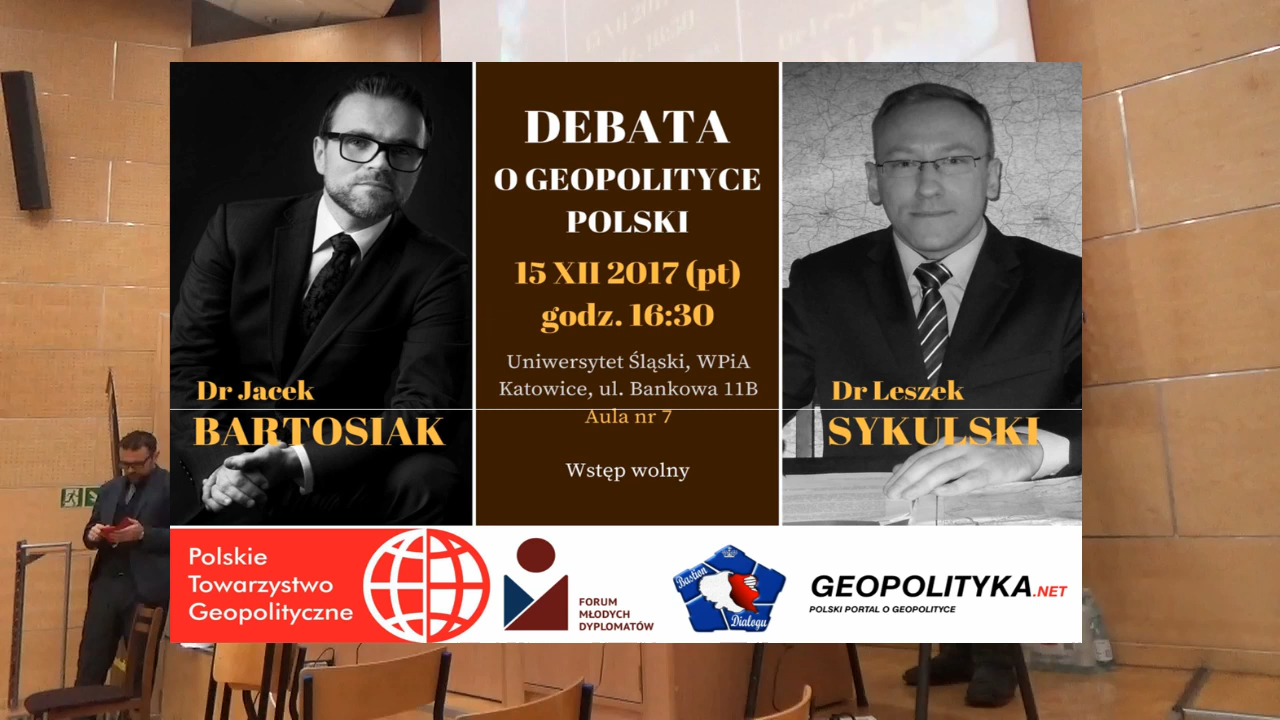 DEBATA
O GEOPOLITYCE
POLSKI
15 XII 2017 (pt)
godz. 16:30
Uniwersytet Śląski, WPiA
Katowice, ul. Bankowa 11B
Aula nr 7
Wstęp wolny
Dr Jacek
BARTOSIAK
Dr Leszek
SYKULSKI
Polskie
Towarzystwo
Geopolityczne
FORUM
MŁODYCH
DYPLOMATÓW
Bastion
Dialogu
GEOPOLITYKA.NET
POLSKI PORTAL O GEOPOLITYCE